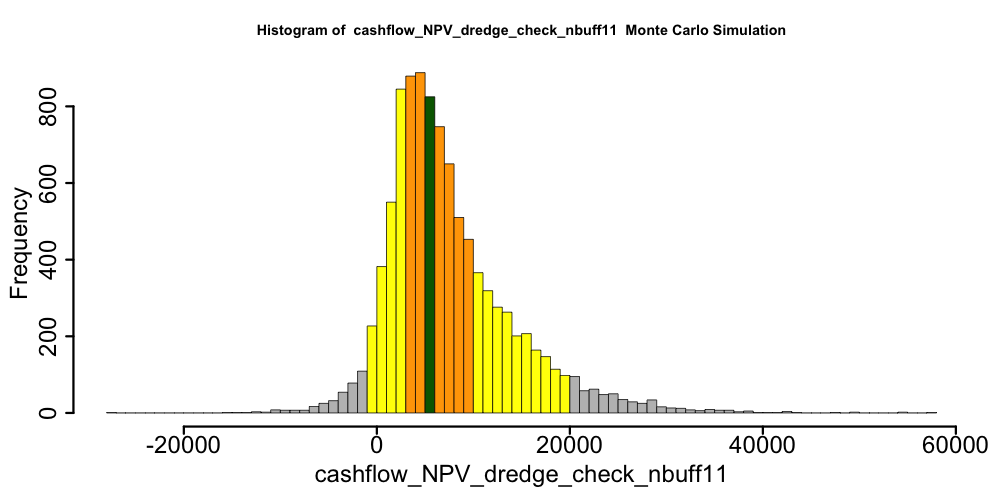 Histogram of  cashflow_NPV_dredge_check_nbuff11  Monte Carlo Simulation
Frequency
800
600
400
200
0
-20000 0 20000 40000 60000
cashflow_NPV_dredge_check_nbuff11